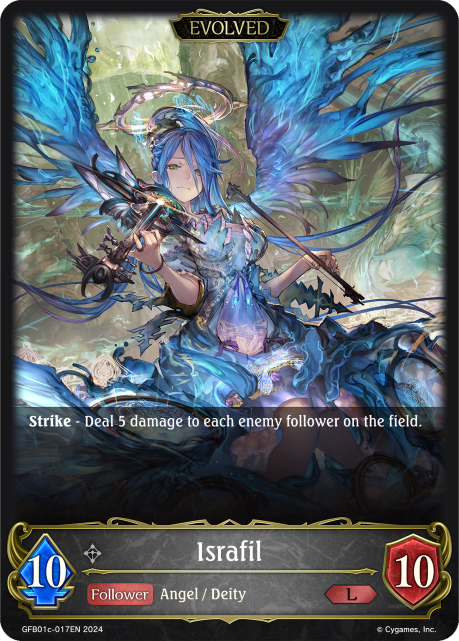 EVOLVED
Strike - Deal 5 damage to each enemy follower on the field.
Israfil
10
Follower Angel / Deity L
10
GFB01c-017EN 2024 © Cygames, Inc.